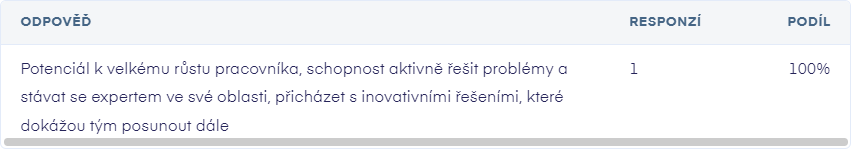 ODPOVĚĎ RESPONZÍ PODÍL
Potenciál k velkému růstu pracovníka, schopnost aktivně řešit problémy a 1 100%
stávat se expertem ve své oblasti, přicházet s inovativními řešeními, které
dokážou tým posunout dále